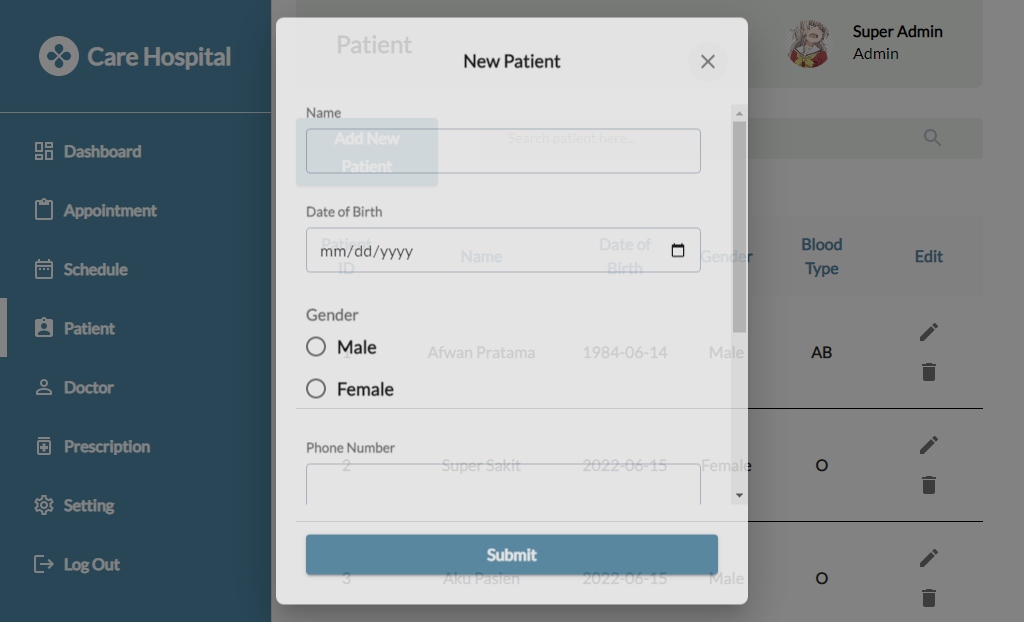 Care Hospital
Dashboard
Appointment
Schedule
Patient
Doctor
Prescription
Setting
Log Out
Patient
Super Admin
Admin
Add New
Patient
Search patient here...
Patient
ID
Name
Date of
Birth
Gender
Blood
Type
Edit
1 Afwan Pratama 1984-06-14 Male AB
2 Super Sakit 2022-06-15 Female O
3 Aku Pasien 2022-06-15 Male O
New Patient
Name
Date of Birth
mm/dd/yyyy
Gender
Male
Female
Phone Number
Submit